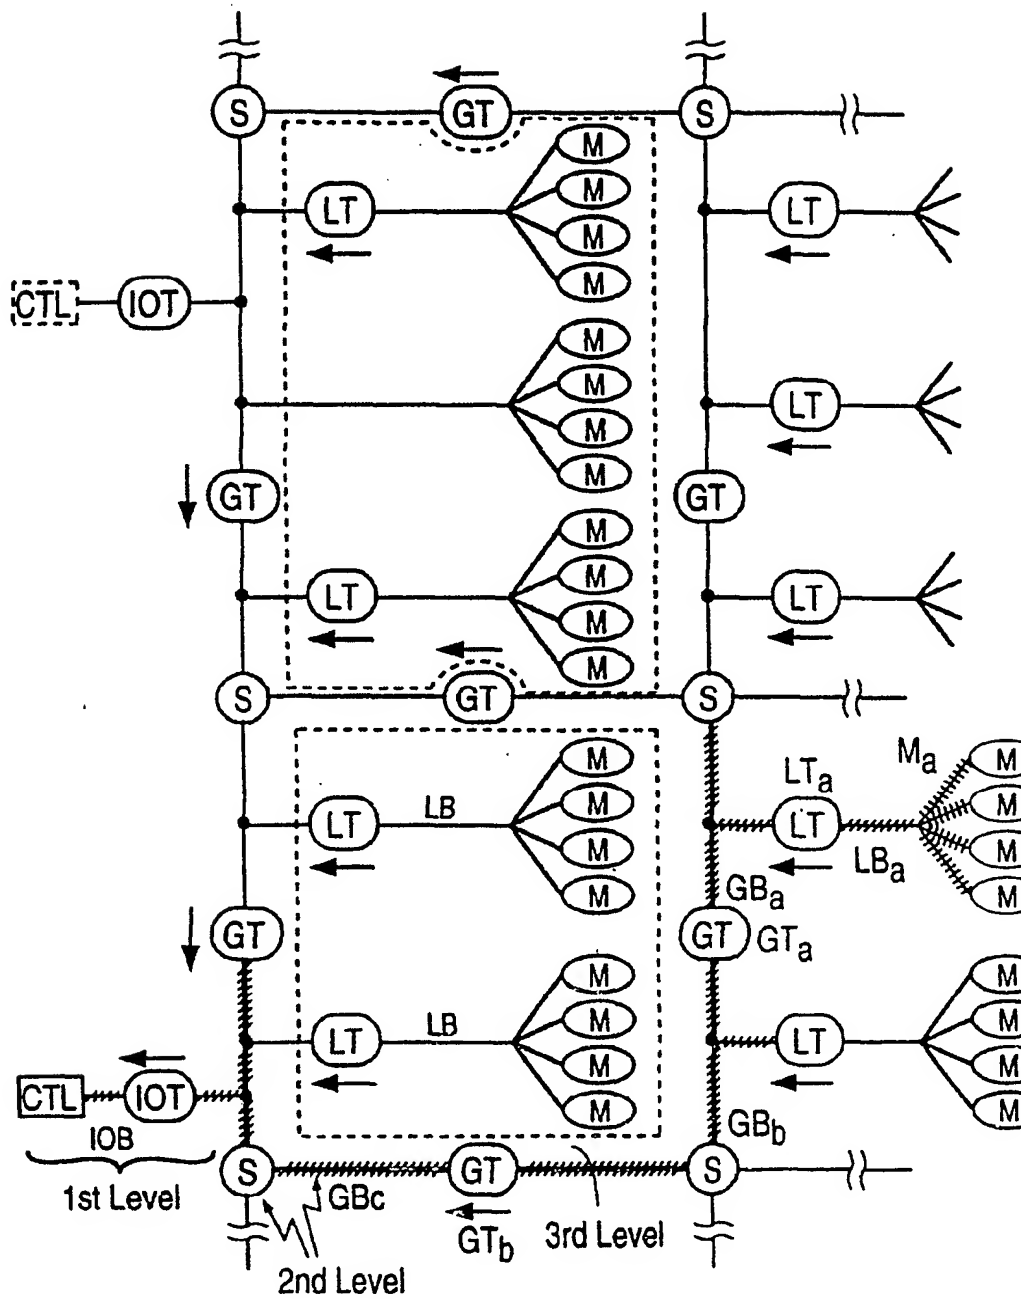 S GT S
M
M
LT LT
M
M
CTL IOT
M
M
LT
M
M
GT GT
M
M
LT LT
M
M
S GT S
M M
Ma
LTa
LT LB LT
M M
LBa
M M
M M
GBa
GT GT GTa
M M
M M
LT LB LT
M M
M M
CTL IOT
IOB
GBb
1st Level
S GT S
GBc
GTb
3rd Level
2nd Level